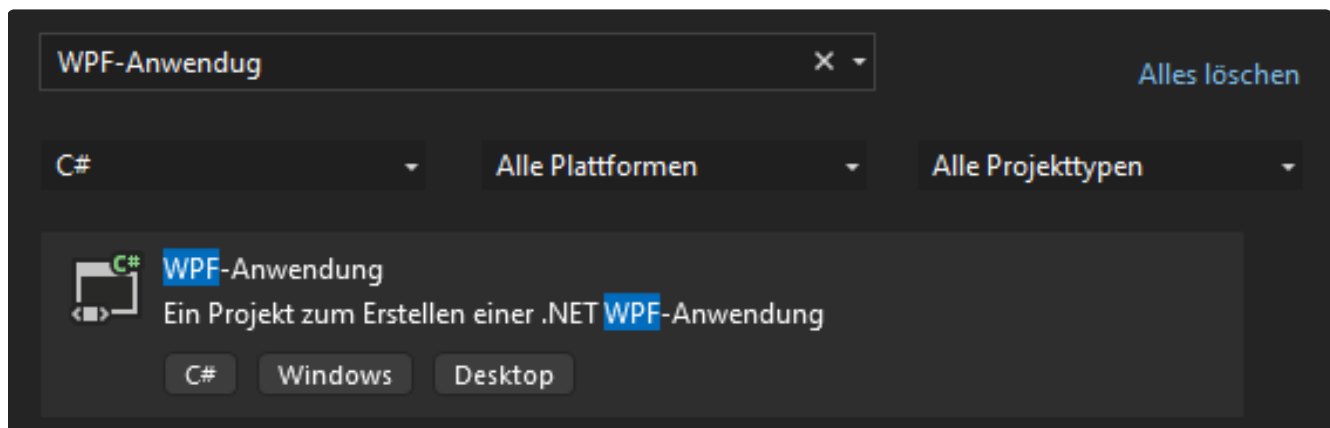 WPF-Anwendug
Alles löschen
C#
Alle Plattformen
Alle Projekttypen
C#
WPF-Anwendung
Ein Projekt zum Erstellen einer .NET WPF-Anwendung
C#
Windows
Desktop